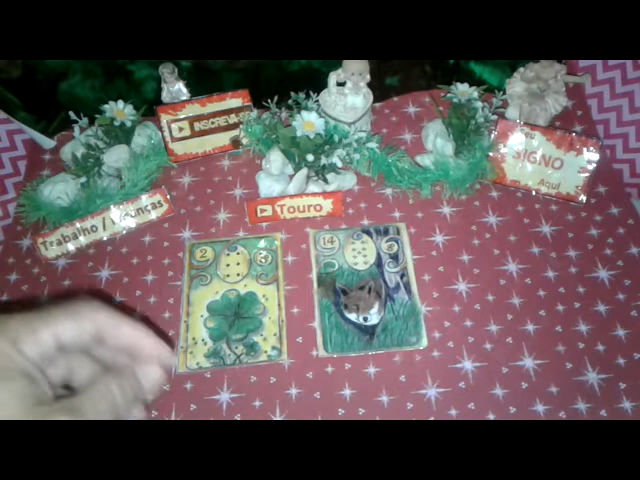 INSCREVA-SE
SIGNO
Aqui
Trabalho / Finanças
Touro
2
14